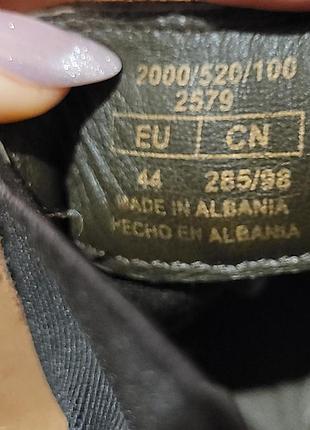 2000/520/100
2579
EU CN
44 285/98
MADE IN ALBANIA
HECHO EN ALBANIA